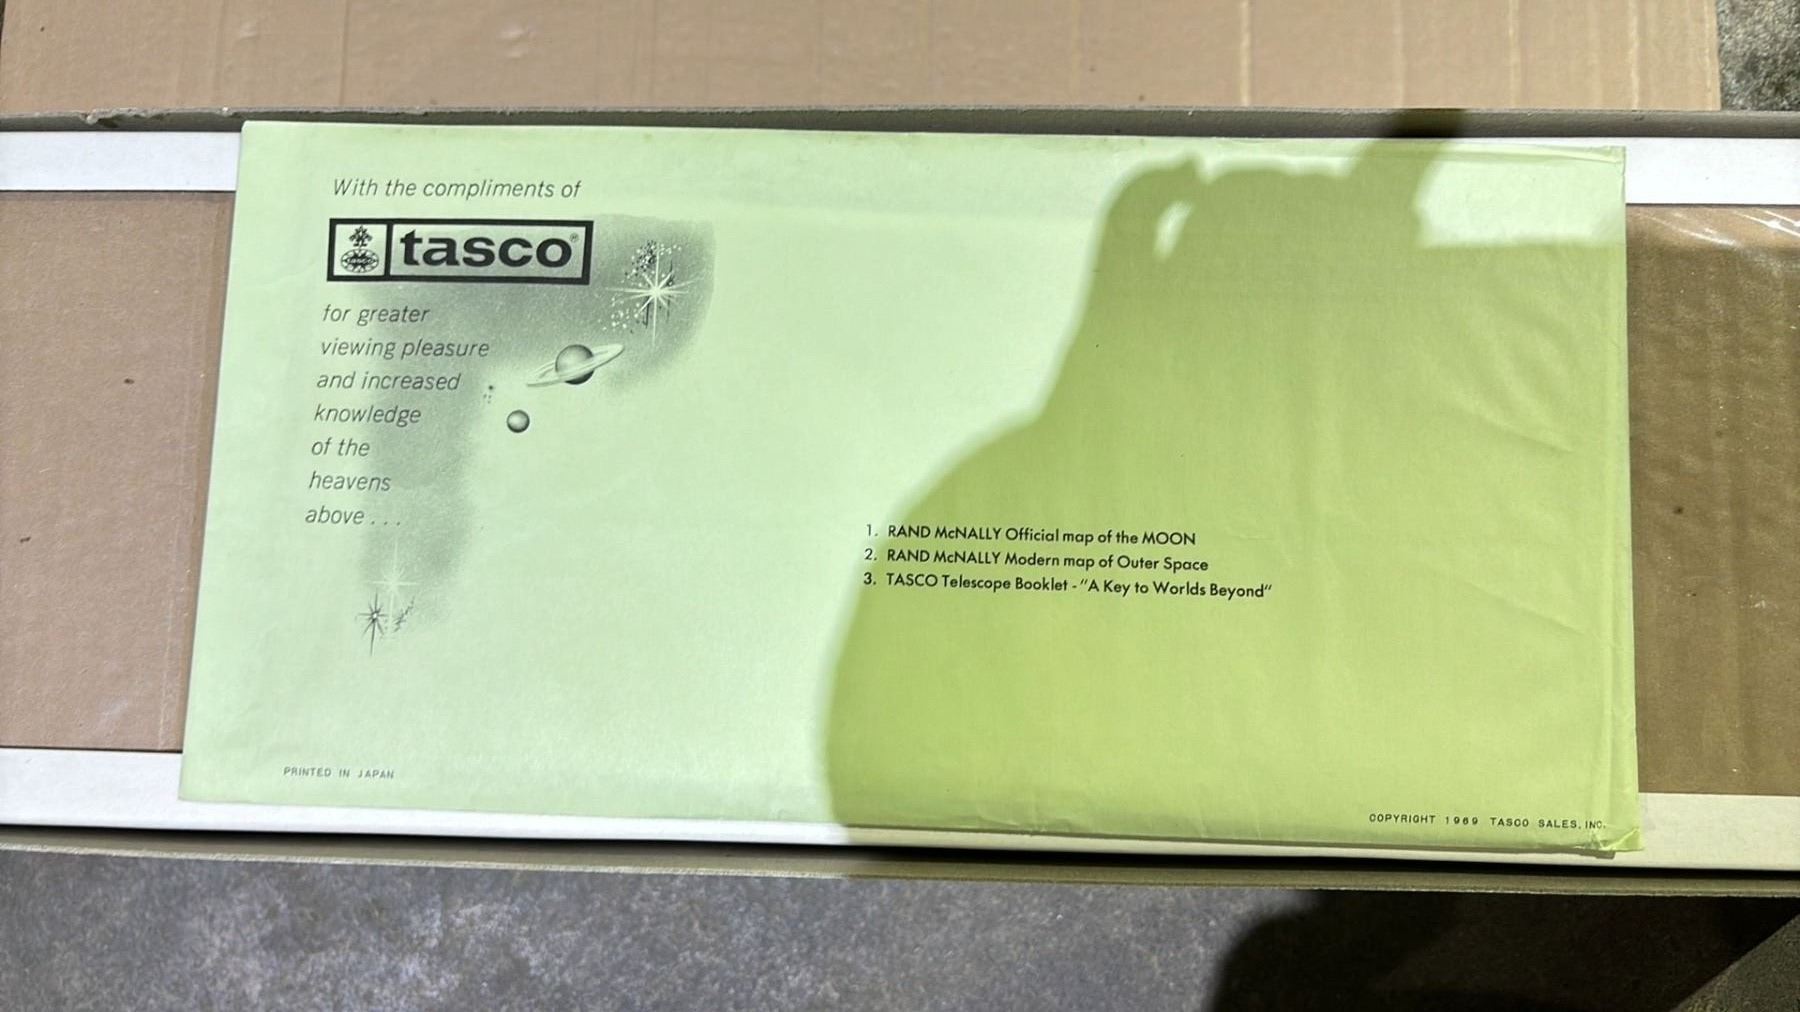 With the compliments of
tasco®
for greater
viewing pleasure
and increased
knowledge
of the
heavens
above...
1. RAND McNALLY Official map of the MOON
2. RAND McNALLY Modern map of Outer Space
3. TASCO Telescope Booklet - "A Key to Worlds Beyond"
PRINTED IN JAPAN
COPYRIGHT 1969 TASCO SALES, INC.